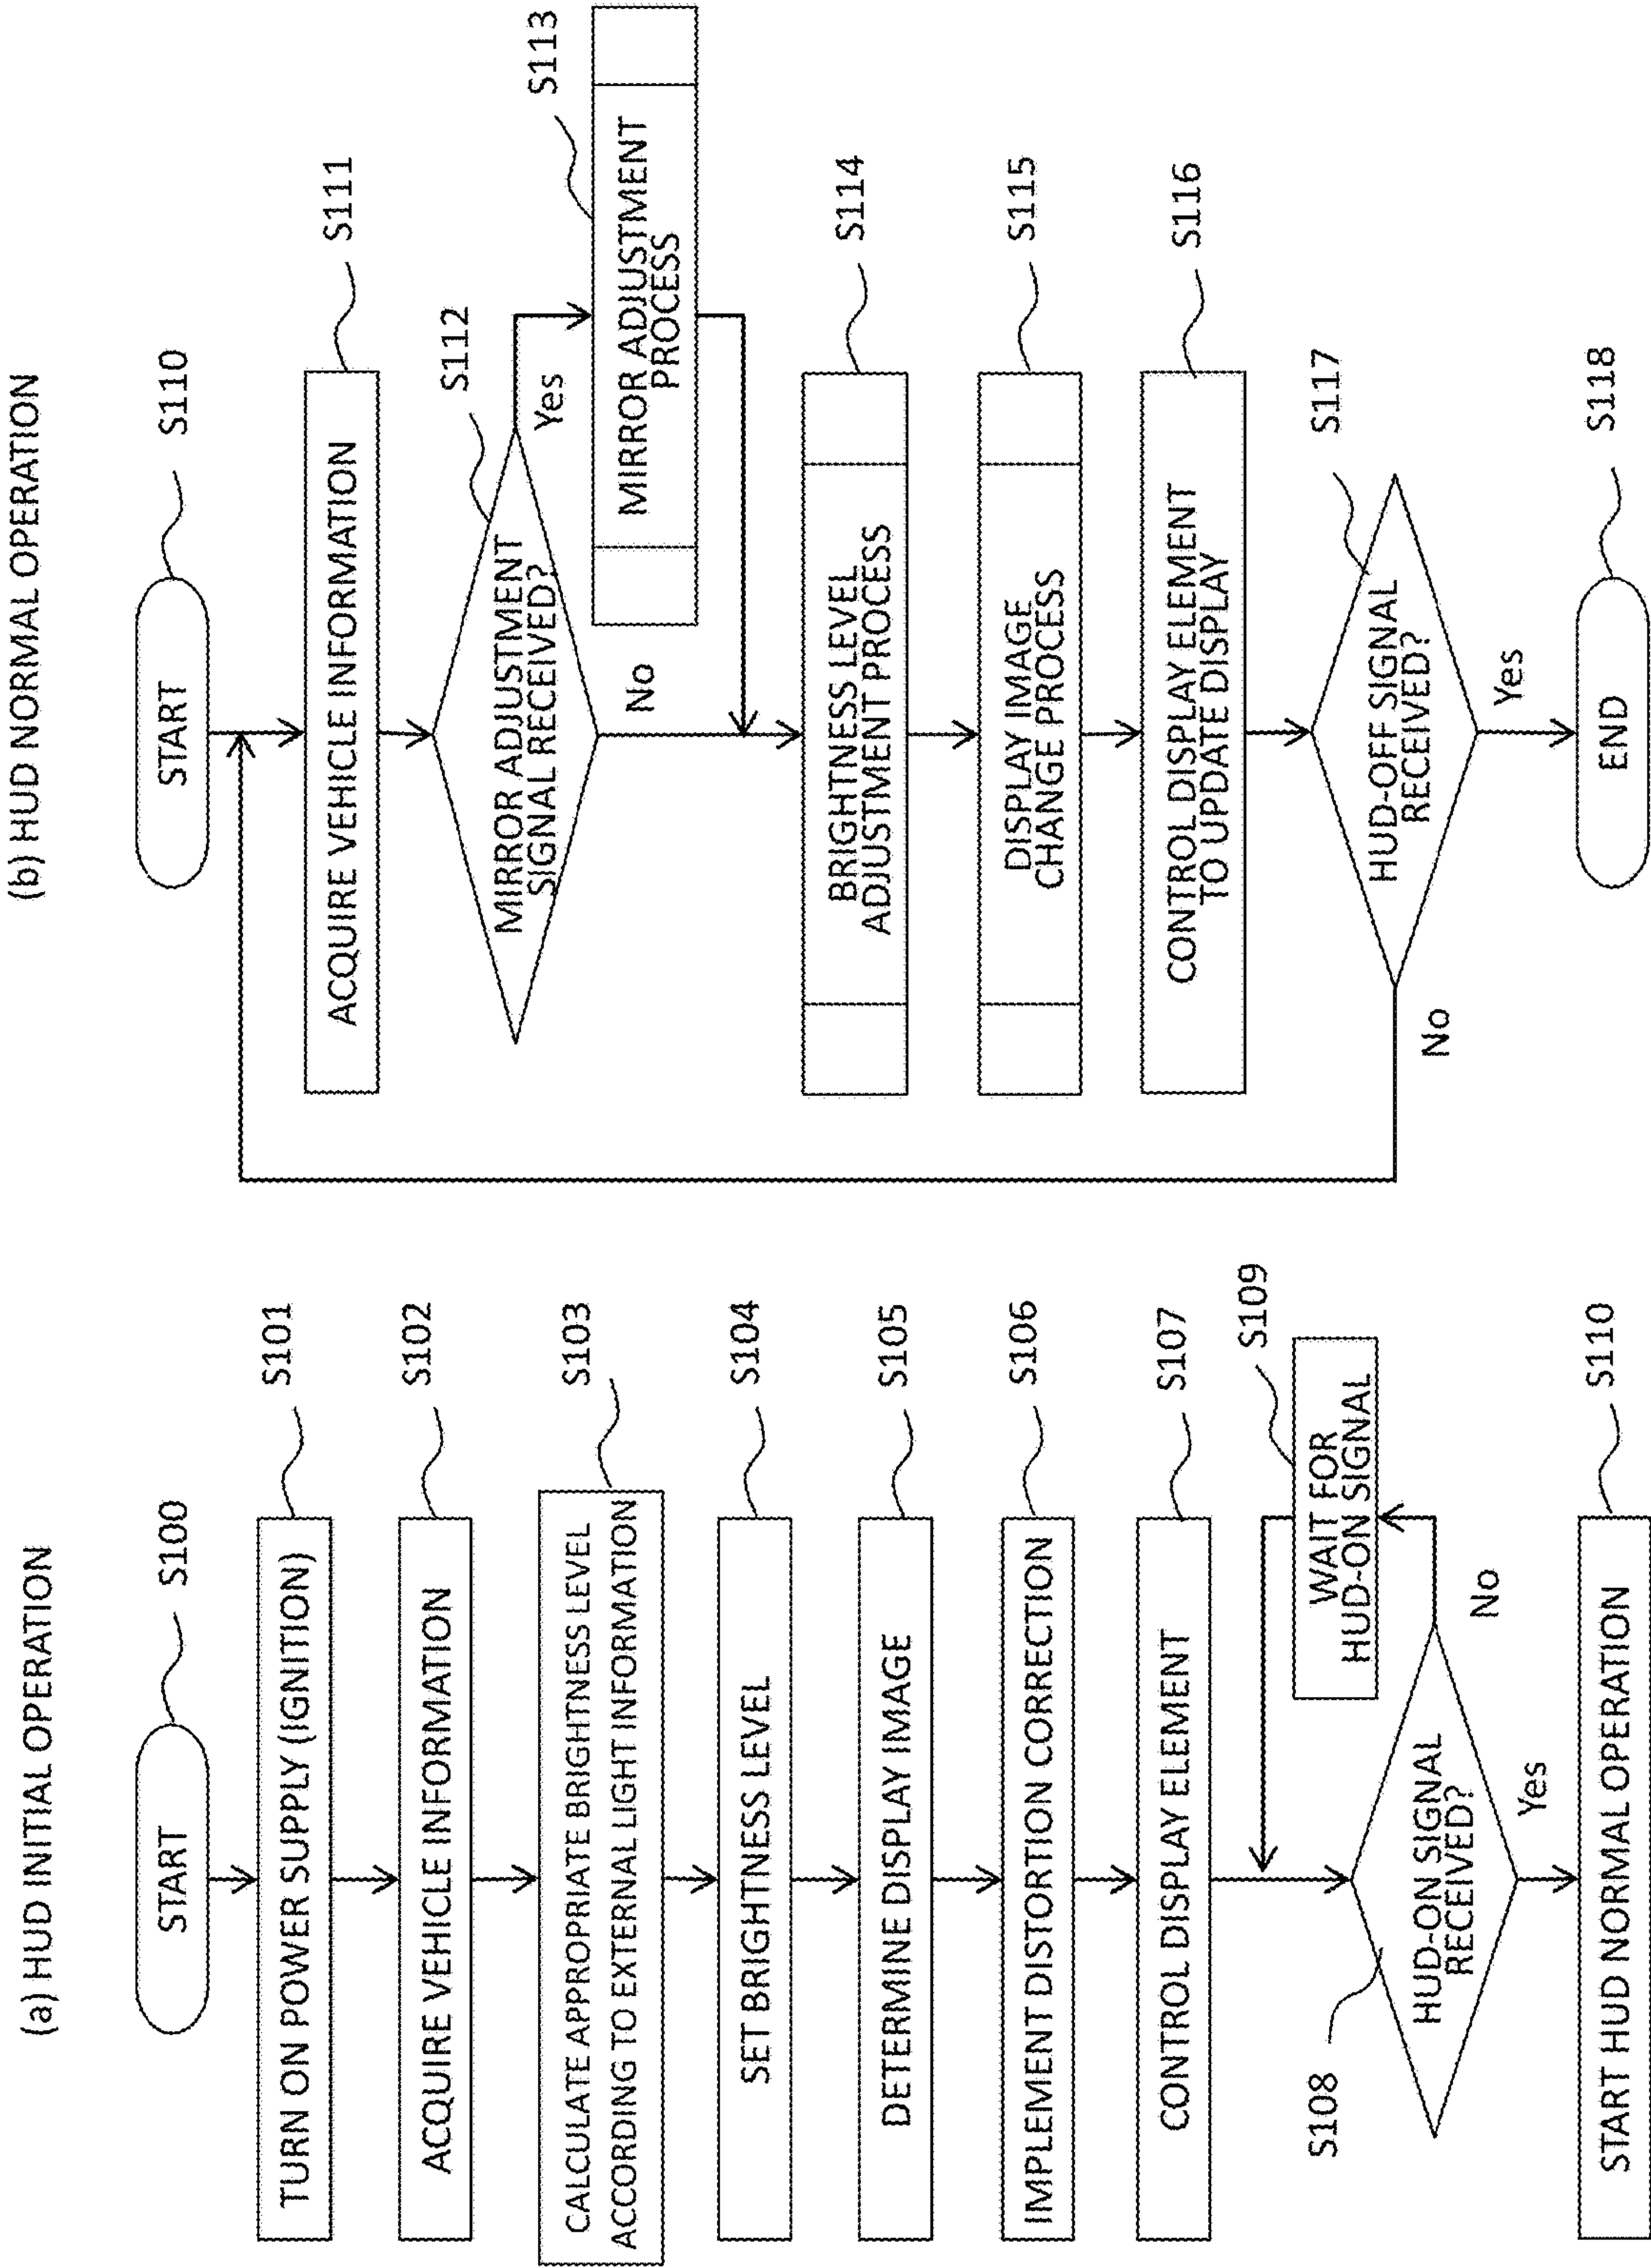 (a) HUD INITIAL OPERATION
START
S100
TURN ON POWER SUPPLY (IGNITION)
S101
ACQUIRE VEHICLE INFORMATION
S102
CALCULATE APPROPRIATE BRIGHTNESS LEVEL
ACCORDING TO EXTERNAL LIGHT INFORMATION
S103
SET BRIGHTNESS LEVEL
S104
DETERMINE DISPLAY IMAGE
S105
IMPLEMENT DISTORTION CORRECTION
S106
CONTROL DISPLAY ELEMENT
S107
S108
HUD-ON SIGNAL
RECEIVED?
No
WAIT FOR
HUD-ON SIGNAL
S109
Yes
START HUD NORMAL OPERATION
S110
(b) HUD NORMAL OPERATION
START
S110
ACQUIRE VEHICLE INFORMATION
S111
MIRROR ADJUSTMENT
SIGNAL RECEIVED?
S112
Yes
MIRROR ADJUSTMENT
PROCESS
S113
No
BRIGHTNESS LEVEL
ADJUSTMENT PROCESS
S114
DISPLAY IMAGE
CHANGE PROCESS
S115
CONTROL DISPLAY ELEMENT
TO UPDATE DISPLAY
S116
HUD-OFF SIGNAL
RECEIVED?
S117
No
Yes
END
S118